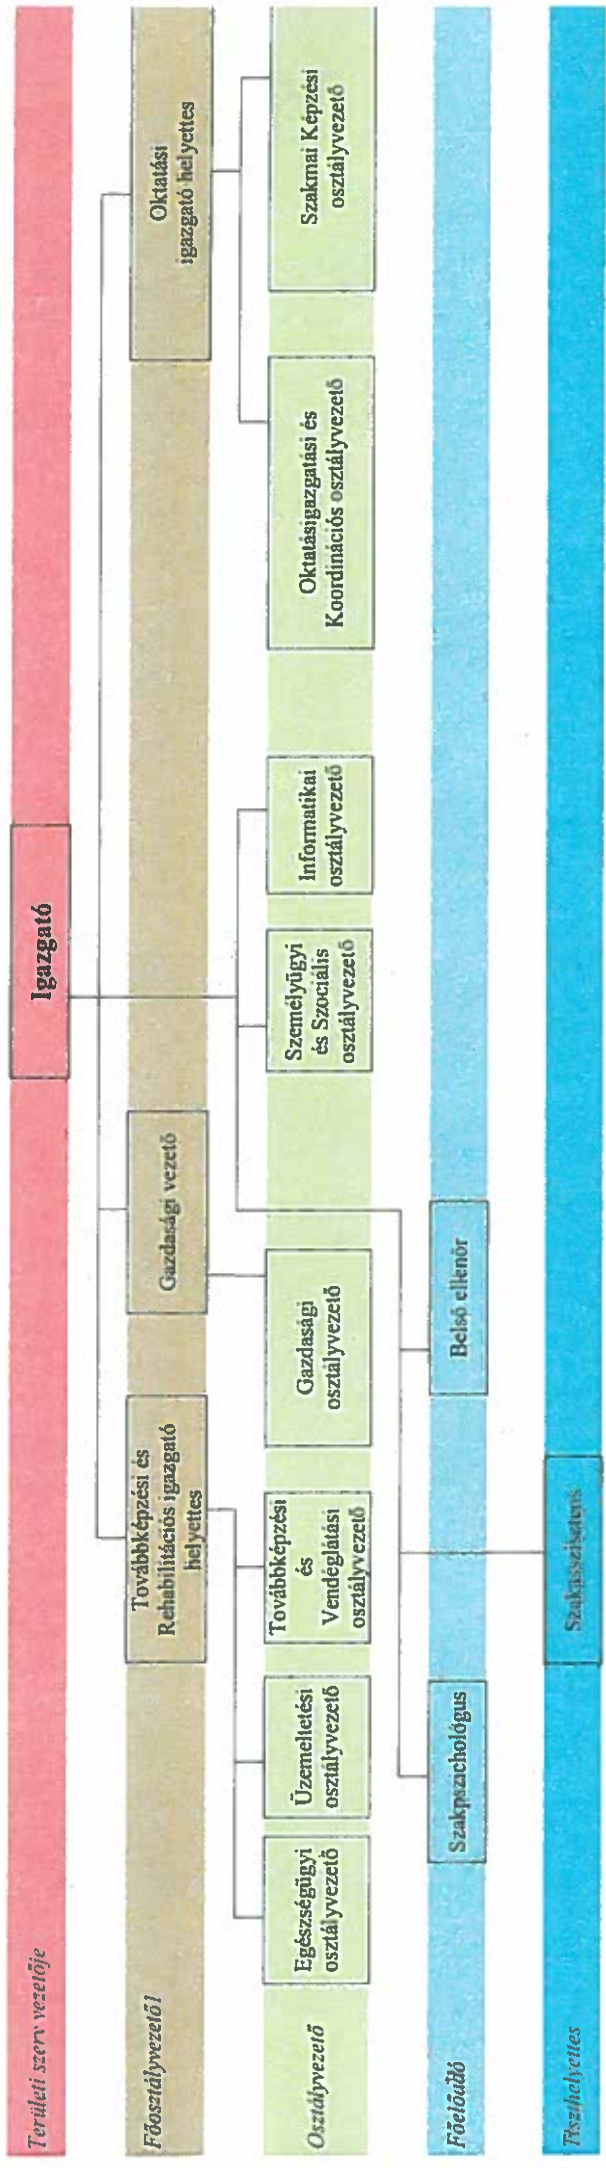 Területi szerv vezetője
Igazgató
Főosztályvezető I
Továbbképzési és
Rehabilitációs igazgató
helyettes
Gazdasági vezető
Oktatási
igazgató helyettes
Osztályvezető
Egészségügyi
osztályvezető
Üzemeltetési
osztályvezető
Továbbképzési
és
Vendéglátási
osztályvezető
Gazdasági
osztályvezető
Személyügyi
és Szociális
osztályvezető
Informatikai
osztályvezető
Oktatásigazgatási és
Koordinációs osztályvezető
Szakmai Képzési
osztályvezető
Főelőadó
Szakpszichológus
Belső ellenőr
Tiszthelyettes
Szakasszisztens